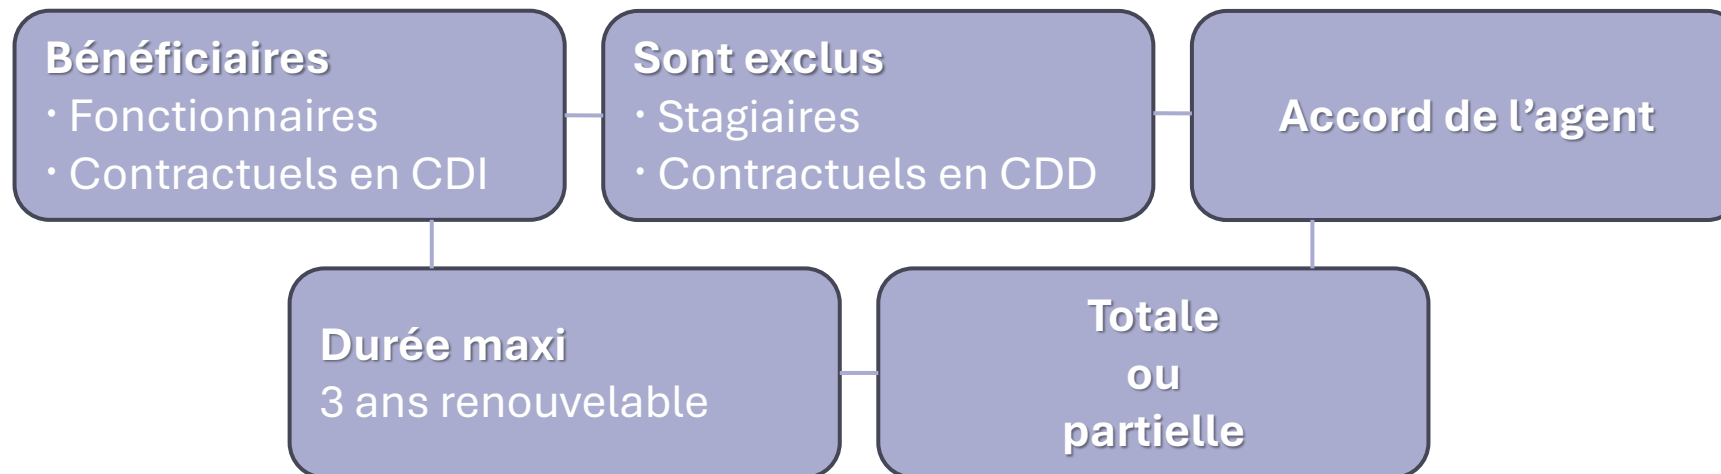 Bénéficiaires
· Fonctionnaires
· Contractuels en CDI
Sont exclus
· Stagiaires
· Contractuels en CDD
Accord de l’agent
Durée maxi
3 ans renouvelable
Totale
ou
partielle